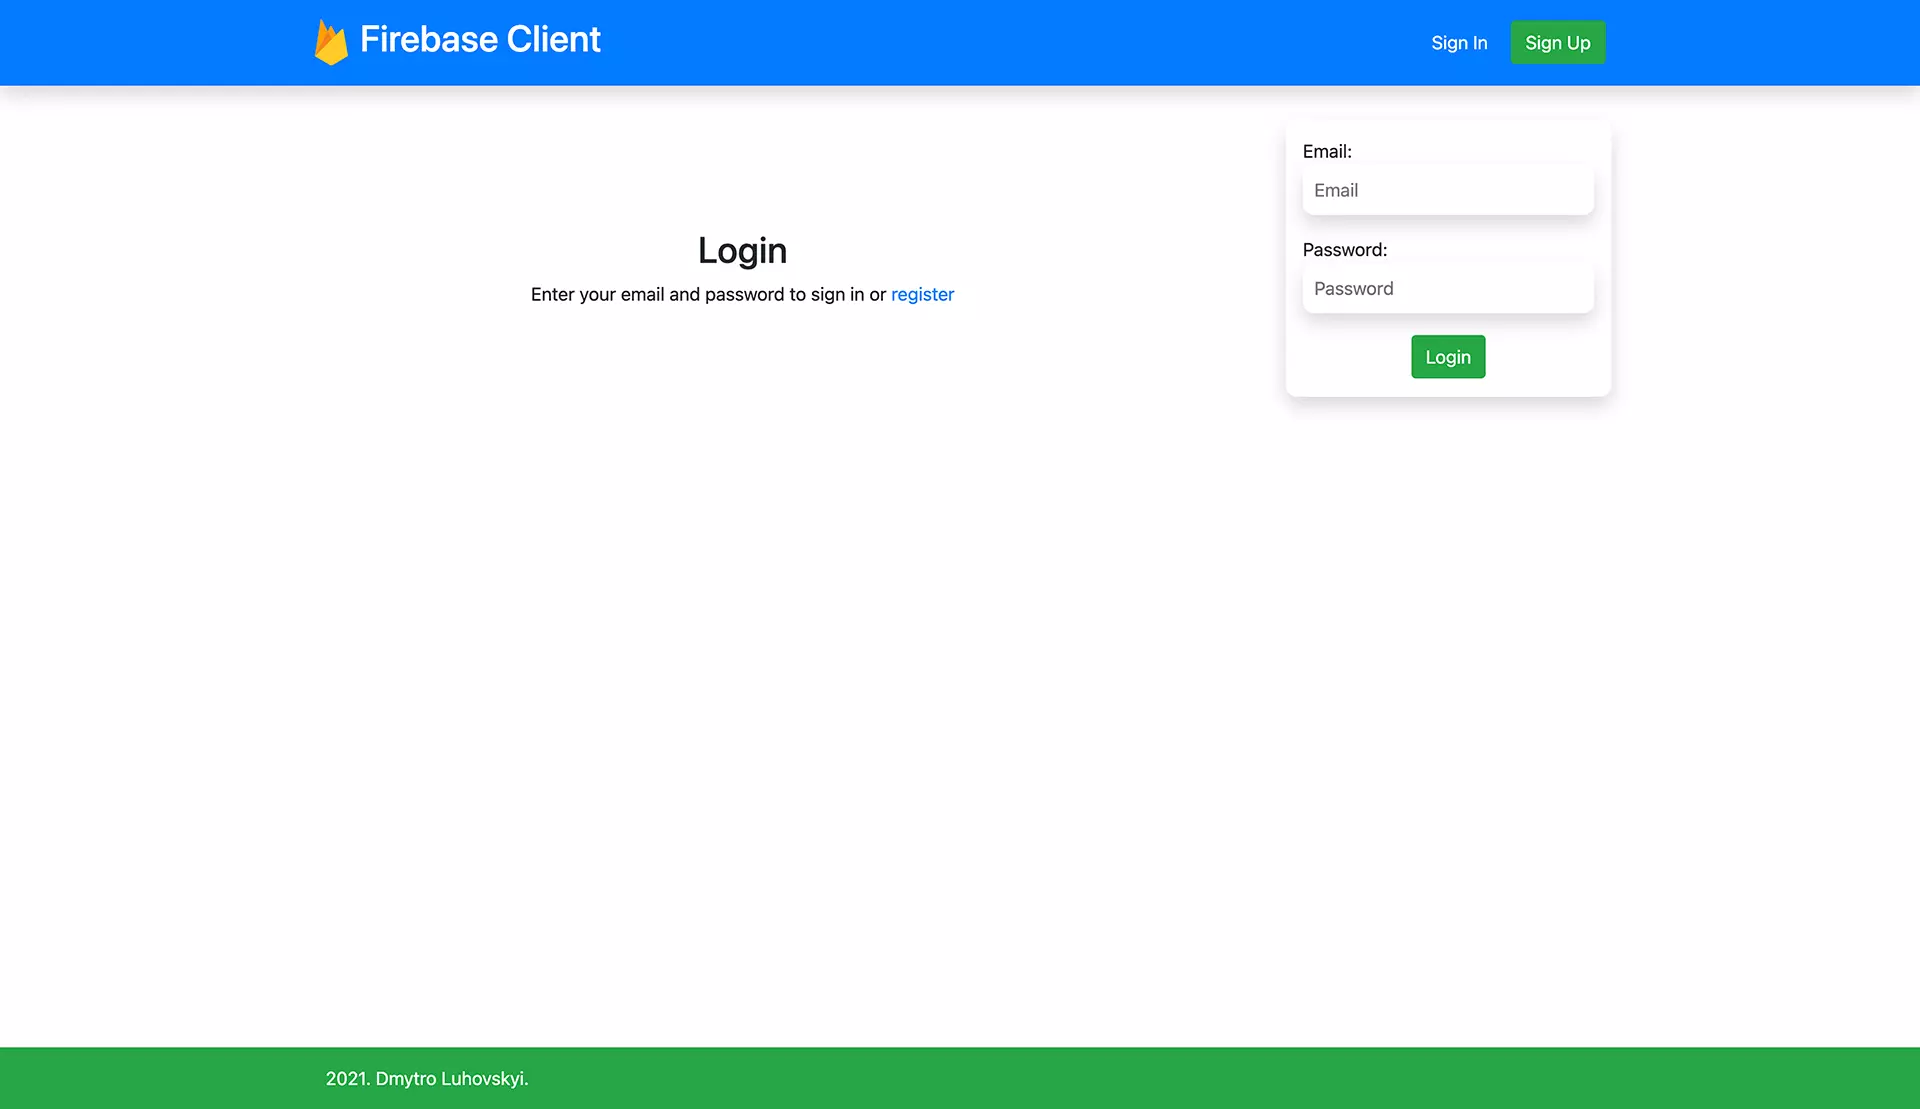 Firebase Client
Sign In
Sign Up
Login
Enter your email and password to sign in or register
Email:
Email
Password:
Password
Login
2021. Dmytro Luhovskyi.